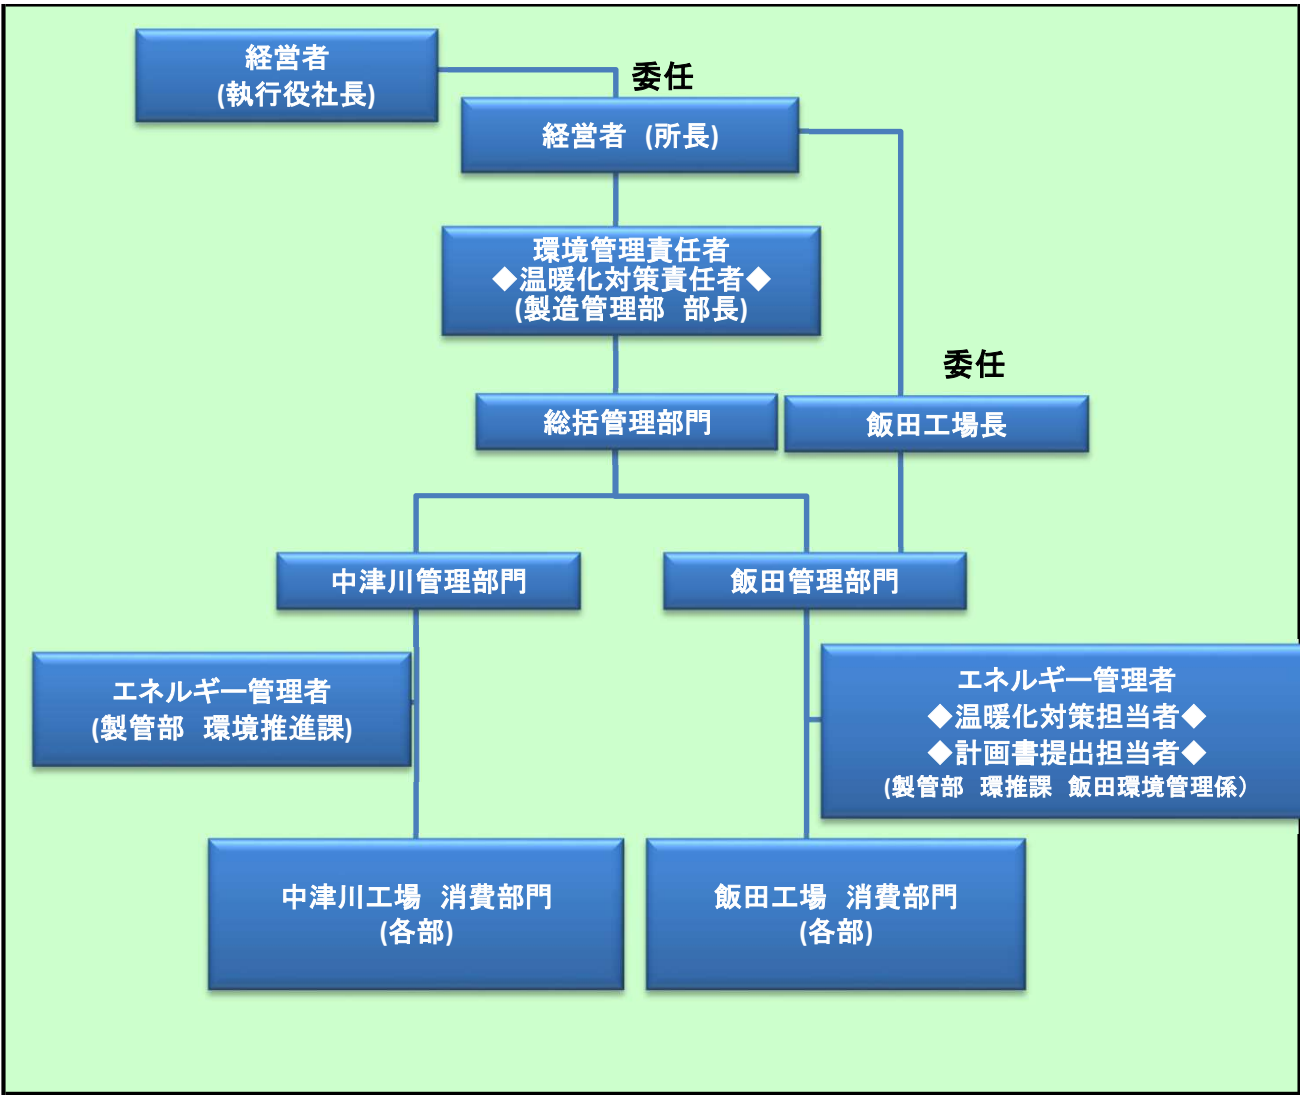 経営者
(執行役社長)
委任
経営者　(所長)
環境管理責任者
◆温暖化対策責任者◆
(製造管理部　部長)
委任
総括管理部門
飯田工場長
中津川管理部門
飯田管理部門
エネルギー管理者
(製管部　環境推進課)
エネルギー管理者
◆温暖化対策担当者◆
◆計画書提出担当者◆
(製管部　環推課　飯田環境管理係）
中津川工場　消費部門
(各部)
飯田工場　消費部門
(各部)